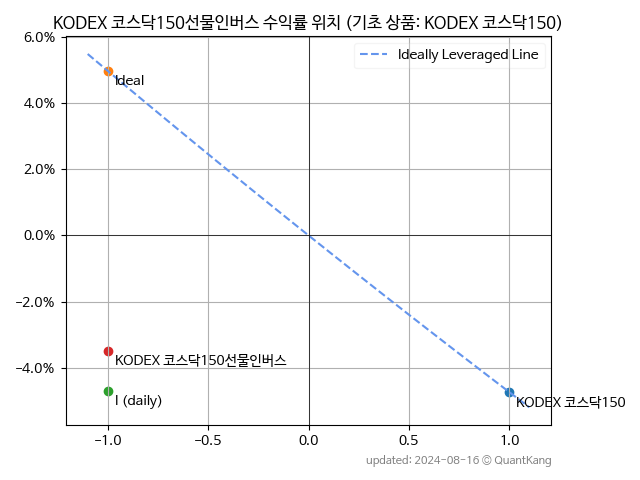 KODEX 코스닥150선물인버스 수익률 위치 (기초 상품: KODEX 코스닥150)
6.0%
Ideally Leveraged Line
Ideal
4.0%
2.0%
0.0%
−2.0%
KODEX 코스닥150선물인버스
−4.0%
I (daily)
KODEX 코스닥150
−1.0 −0.5 0.0 0.5 1.0
updated: 2024-08-16 © QuantKang